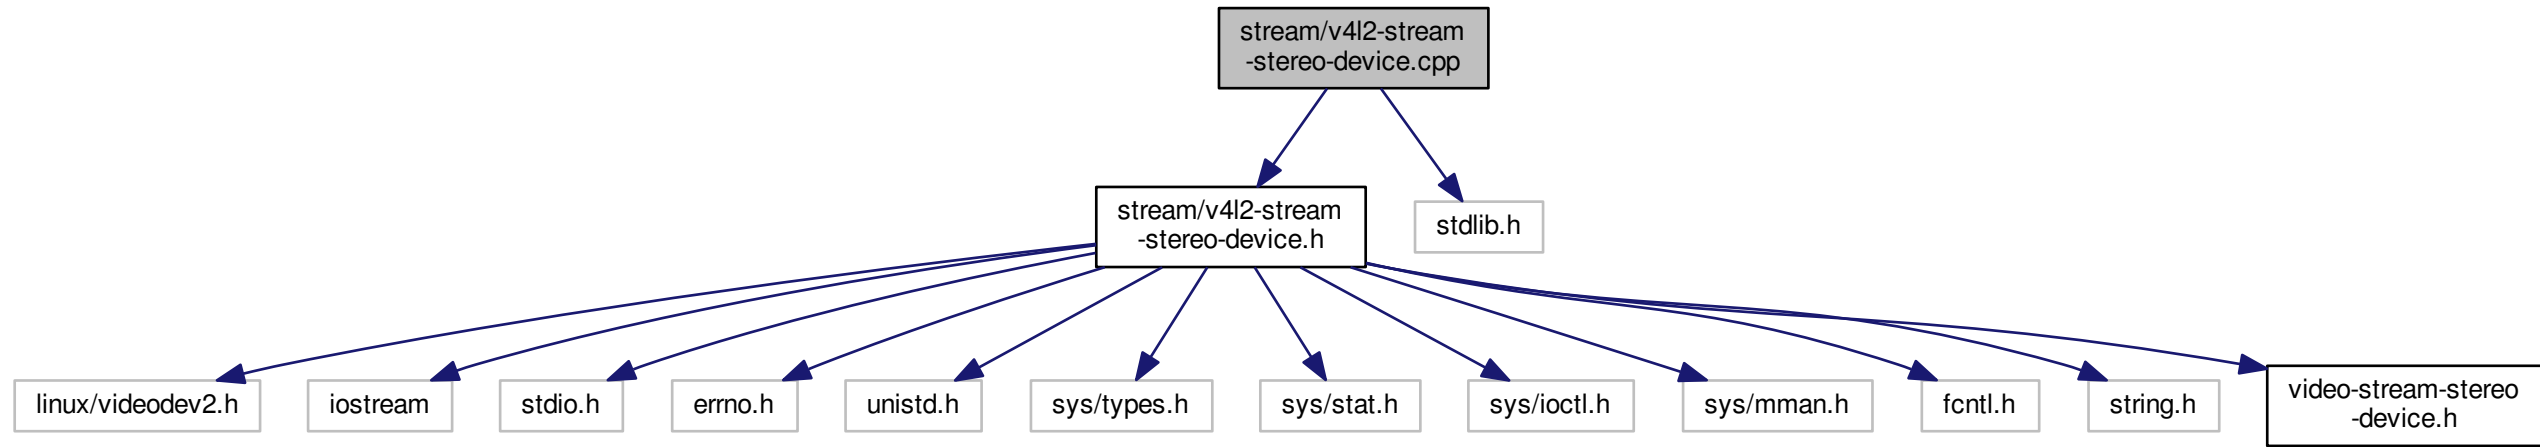 stream/v4l2-stream
-stereo-device.cpp
stream/v4l2-stream
-stereo-device.h
stdlib.h
linux/videodev2.h
iostream
stdio.h
errno.h
unistd.h
sys/types.h
sys/stat.h
sys/ioctl.h
sys/mman.h
fcntl.h
string.h
video-stream-stereo
-device.h